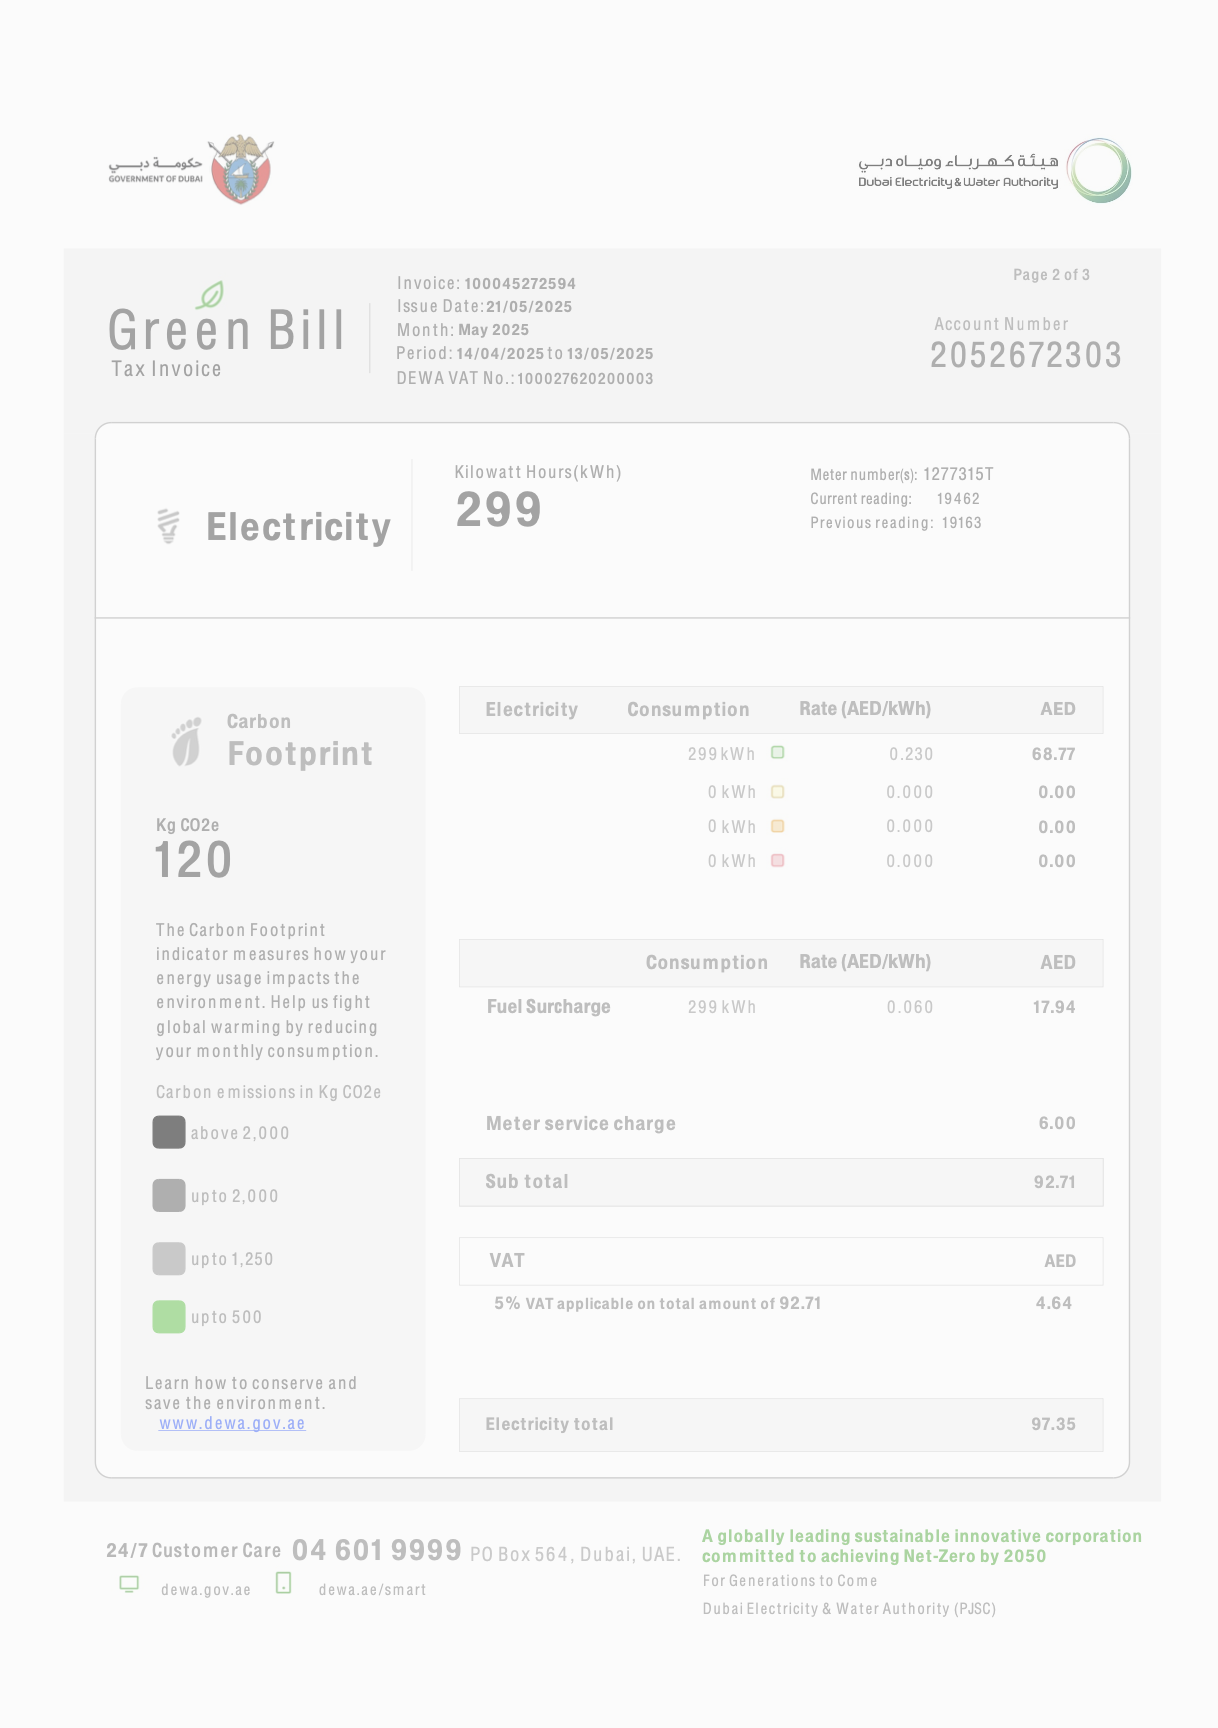 حكومة دبي
GOVERNMENT OF DUBAI
هيئة كهرباء ومياه دبي
Dubai Electricity & Water Authority
Page 2 of 3
Green Bill
Tax Invoice
Invoice: 100045272594
Issue Date: 21/05/2025
Month: May 2025
Period: 14/04/2025 to 13/05/2025
DEWA VAT No.: 100027620200003
Account Number
2052672303
Electricity
Kilowatt Hours(kWh)
299
Meter number(s): 1277315T
Current reading: 19462
Previous reading: 19163
Carbon
Footprint
Kg CO2e
120
The Carbon Footprint
indicator measures how your
energy usage impacts the
environment. Help us fight
global warming by reducing
your monthly consumption.
Carbon emissions in Kg CO2e
above 2,000
upto 2,000
upto 1,250
upto 500
Learn how to conserve and
save the environment.
www.dewa.gov.ae
Electricity Consumption Rate (AED/kWh) AED
299 kWh 0.230 68.77
0 kWh 0.000 0.00
0 kWh 0.000 0.00
0 kWh 0.000 0.00
Consumption Rate (AED/kWh) AED
Fuel Surcharge 299 kWh 0.060 17.94
Meter service charge 6.00
Sub total 92.71
VAT AED
5% VAT applicable on total amount of 92.71 4.64
Electricity total 97.35
24/7 Customer Care 04 601 9999 PO Box 564, Dubai, UAE.
dewa.gov.ae dewa.ae/smart
A globally leading sustainable innovative corporation
committed to achieving Net-Zero by 2050
For Generations to Come
Dubai Electricity & Water Authority (PJSC)